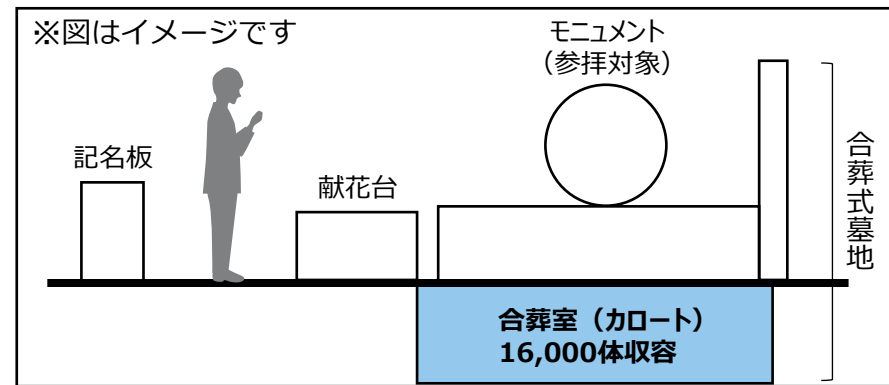 ※図はイメージです
モニュメント
（参拝対象）
記名板
献花台
合葬式墓地
合葬室（カロート）
16,000体収容